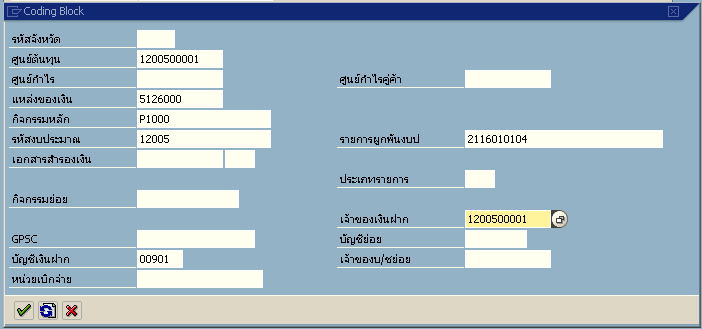 Coding Block
รหัสจังหวัด
ศูนย์ต้นทุน 1200500001
ศูนย์กำไร ศูนย์กำไรคู่ค้า
แหล่งของเงิน 5126000
กิจกรรมหลัก P1000
รหัสงบประมาณ 12005 รายการผูกพันงบป 2116010104
เอกสารสำรองเงิน
ประเภทรายการ
กิจกรรมย่อย
เจ้าของเงินฝาก 1200500001
GPSC บัญชีย่อย
บัญชีเงินฝาก 00901 เจ้าของบ/ชย่อย
หน่วยเบิกจ่าย